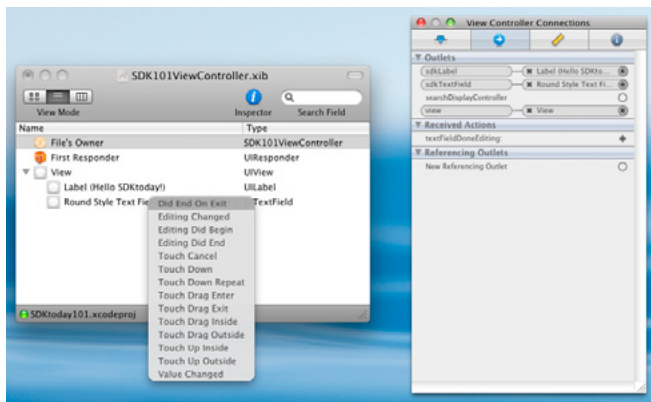 SDK101ViewController.xib
View Mode
Inspector
Search Field
Name
Type
File's Owner
SDK101ViewController
First Responder
UIResponder
View
UIView
Label (Hello SDKtoday!)
UILabel
Round Style Text Fie
TextField
Did End On Exit
Editing Changed
Editing Did Begin
Editing Did End
Touch Cancel
Touch Down
Touch Down Repeat
Touch Drag Enter
Touch Drag Exit
Touch Drag Inside
Touch Drag Outside
Touch Up Inside
Touch Up Outside
Value Changed
SDKtoday101.xcodeproj
View Controller Connections
Outlets
sdkLabel
Label (Hello SDKto...
sdkTextField
Round Style Text Fi...
searchDisplayController
view
View
Received Actions
textFieldDoneEditing:
Referencing Outlets
New Referencing Outlet